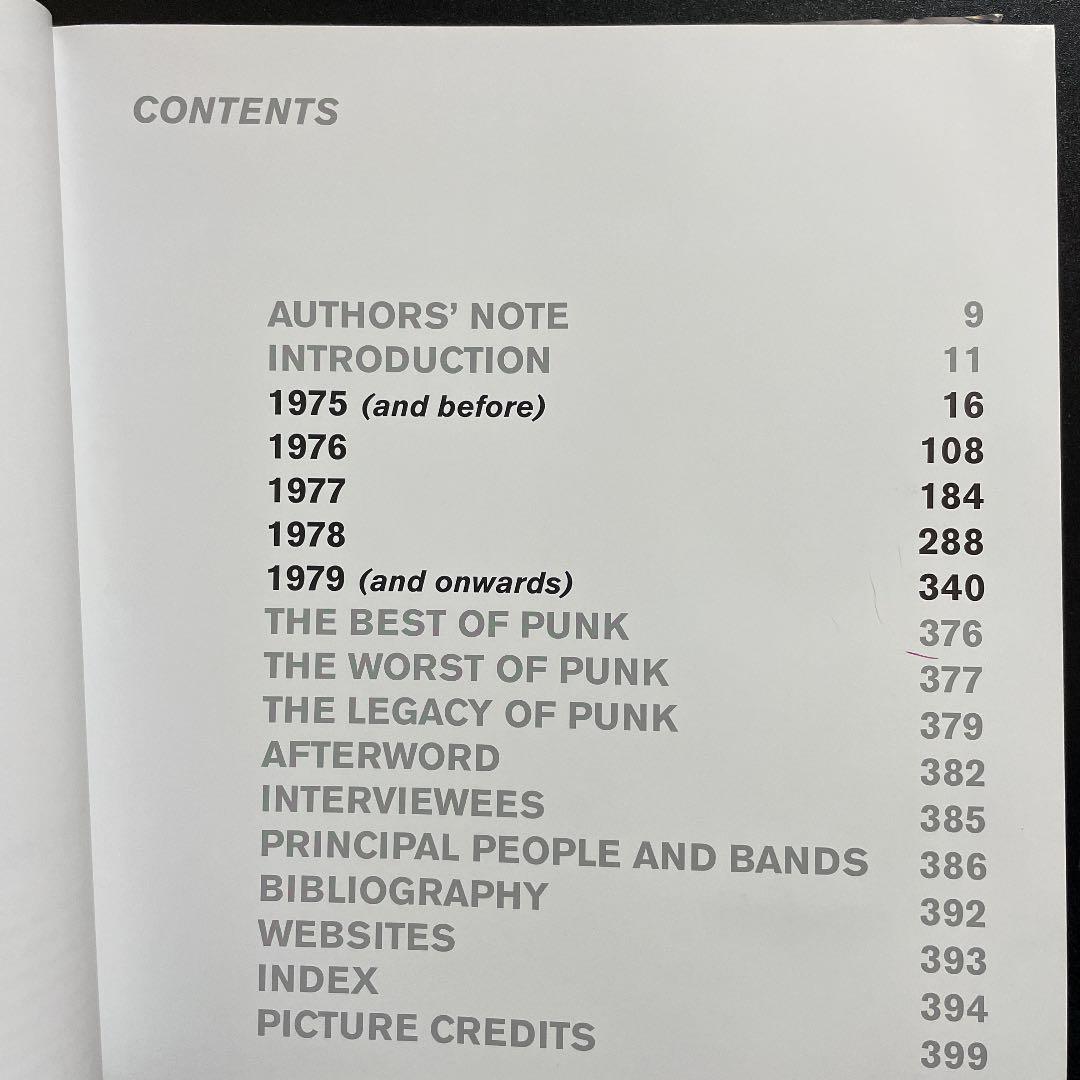 CONTENTS
AUTHORS’ NOTE 9
INTRODUCTION 11
1975 (and before) 16
1976 108
1977 184
1978 288
1979 (and onwards) 340
THE BEST OF PUNK 376
THE WORST OF PUNK 377
THE LEGACY OF PUNK 379
AFTERWORD 382
INTERVIEWEES 385
PRINCIPAL PEOPLE AND BANDS 386
BIBLIOGRAPHY 392
WEBSITES 393
INDEX 394
PICTURE CREDITS 399